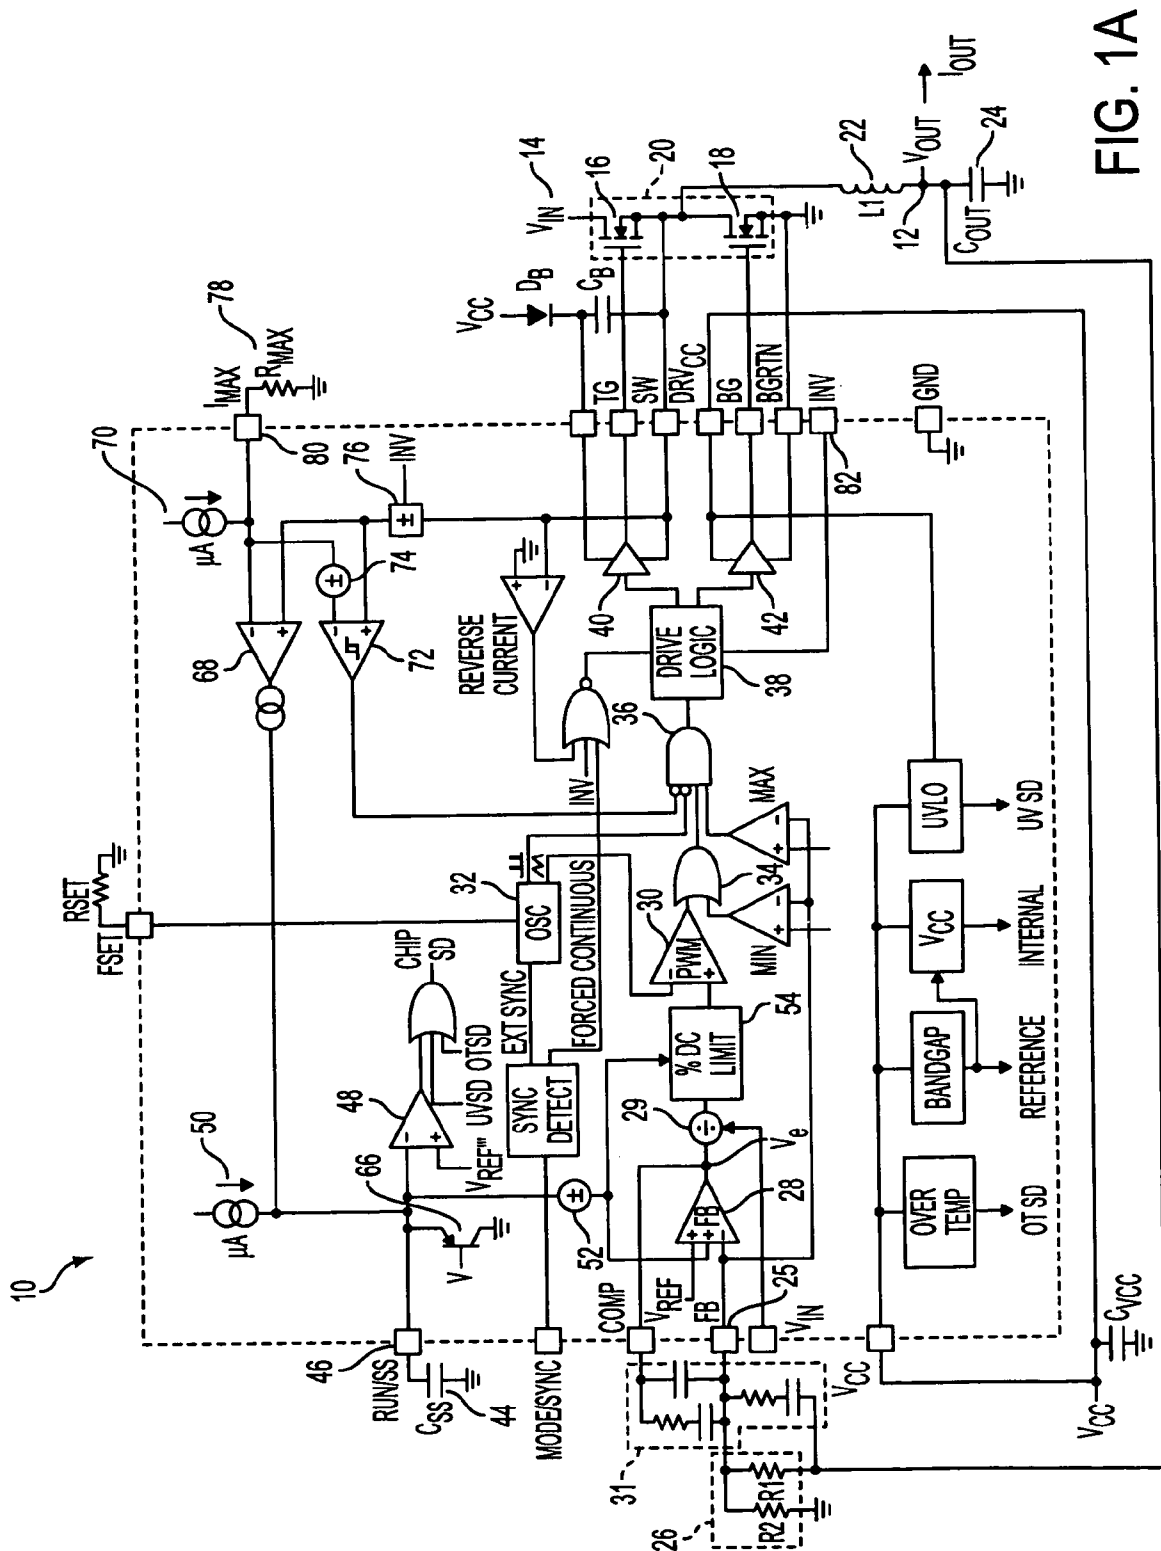 FIG. 1A
10
RSET
FSET
50
µA
46
RUN/SS
C_SS
44
V
66
48
V_REF'''
UVSD
OTSD
CHIP SD
68
µA
70
I_MAX
78
R_MAX
80
76
INV
±
74
±
72
MODE/SYNC
SYNC DETECT
EXT SYNC
FORCED CONTINUOUS
OSC
32
REVERSE CURRENT
INV
±
52
COMP
V_REF
FB
25
V_IN
FB
28
V_e
÷
29
% DC LIMIT
54
PWM
30
MIN
34
MAX
36
DRIVE LOGIC
38
40
42
V_CC
D_B
C_B
TG
SW
DRV_CC
BG
BGRTN
INV
82
GND
V_IN
14
16
20
18
22
L1
12
V_OUT
I_OUT
C_OUT
24
31
26
R2
R1
V_CC
V_CC
C_VCC
OVER TEMP
OT SD
BANDGAP
REFERENCE
V_CC
INTERNAL
UVLO
UV SD